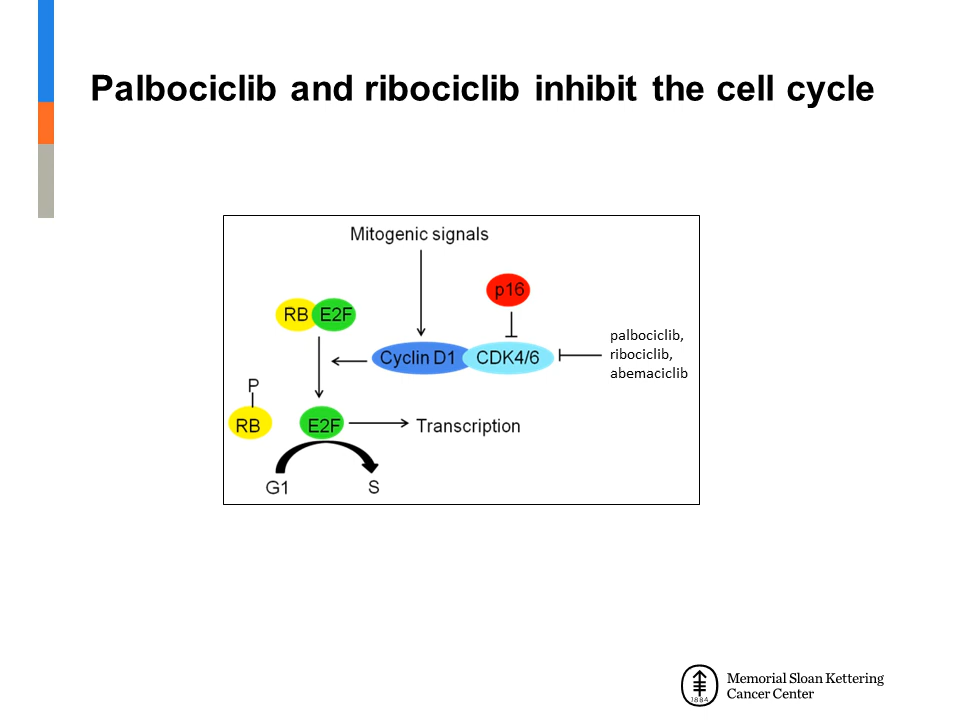 Palbociclib and ribociclib inhibit the cell cycle
Mitogenic signals
p16
RB E2F
palbociclib,
ribociclib,
abemaciclib
Cyclin D1 CDK4/6
P
RB E2F Transcription
G1 S
1884
Memorial Sloan Kettering
Cancer Center